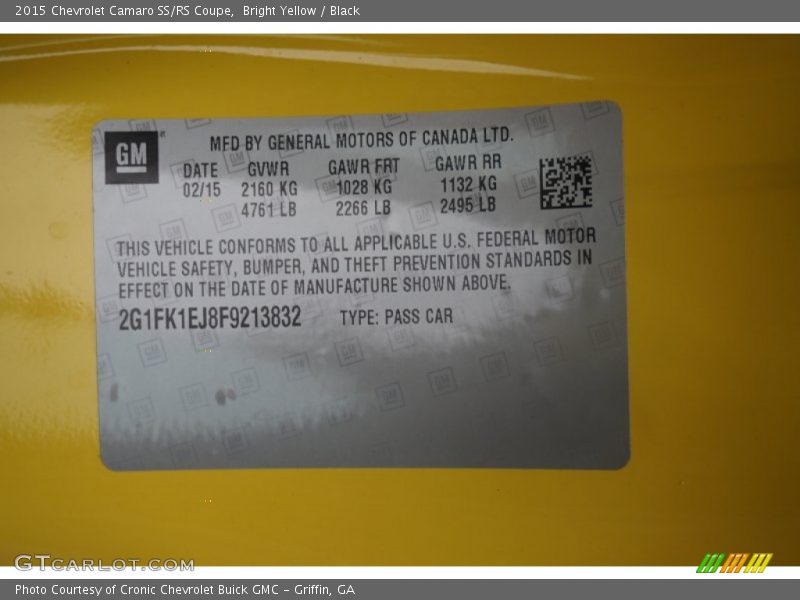 2015 Chevrolet Camaro SS/RS Coupe, Bright Yellow / Black
GM
MFD BY GENERAL MOTORS OF CANADA LTD.
DATE GVWR GAWR FRT GAWR RR
02/15 2160 KG 1028 KG 1132 KG
4761 LB 2266 LB 2495 LB
THIS VEHICLE CONFORMS TO ALL APPLICABLE U.S. FEDERAL MOTOR
VEHICLE SAFETY, BUMPER, AND THEFT PREVENTION STANDARDS IN
EFFECT ON THE DATE OF MANUFACTURE SHOWN ABOVE.
2G1FK1EJ8F9213832 TYPE: PASS CAR
GTCARLOT.COM
Photo Courtesy of Cronic Chevrolet Buick GMC - Griffin, GA